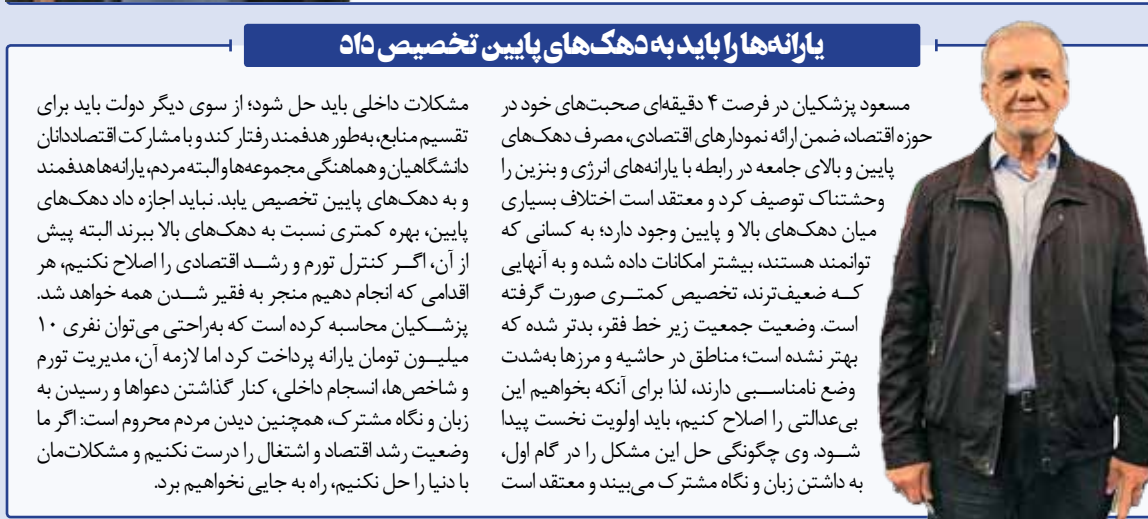 یارانه‌ها را باید به دهک‌های پایین تخصیص داد
مسعود پزشکیان در فرصت ۴ دقیقه‌ای صحبت‌های خود در
حوزه اقتصاد، ضمن ارائه نمودارهای اقتصادی، مصرف دهک‌های
پایین و بالای جامعه در رابطه با یارانه‌های انرژی و بنزین را
وحشتناک توصیف کرد و معتقد است اختلاف بسیاری
میان دهک‌های بالا و پایین وجود دارد؛ به کسانی که
توانمند هستند، بیشتر امکانات داده شده و به آنهایی
که ضعیف‌ترند، تخصیص کمتری صورت گرفته
است. وضعیت جمعیت زیر خط فقر، بدتر شده که
بهتر نشده است؛ مناطق در حاشیه و مرزها به‌شدت
وضع نامناسبی دارند، لذا برای آنکه بخواهیم این
بی‌عدالتی را اصلاح کنیم، باید اولویت نخست پیدا
شود. وی چگونگی حل این مشکل را در گام اول،
به داشتن زبان و نگاه مشترک می‌بیند و معتقد است
مشکلات داخلی باید حل شود؛ از سوی دیگر دولت باید برای
تقسیم منابع، به‌طور هدفمند رفتار کند و با مشارکت اقتصاددانان
دانشگاهیان و هماهنگی مجموعه‌ها و البته مردم، یارانه‌ها هدفمند
و به دهک‌های پایین تخصیص یابد. نباید اجازه داد دهک‌های
پایین، بهره کمتری نسبت به دهک‌های بالا ببرند البته پیش
از آن، اگر کنترل تورم و رشد اقتصادی را اصلاح نکنیم، هر
اقدامی که انجام دهیم منجر به فقیر شدن همه خواهد شد.
پزشکیان محاسبه کرده است که به‌راحتی می‌توان نفری ۱۰
میلیون تومان یارانه پرداخت کرد اما لازمه آن، مدیریت تورم
و شاخص‌ها، انسجام داخلی، کنار گذاشتن دعواها و رسیدن به
زبان و نگاه مشترک، همچنین دیدن مردم محروم است: اگر ما
وضعیت رشد اقتصاد و اشتغال را درست نکنیم و مشکلات‌مان
با دنیا را حل نکنیم، راه به جایی نخواهیم برد.